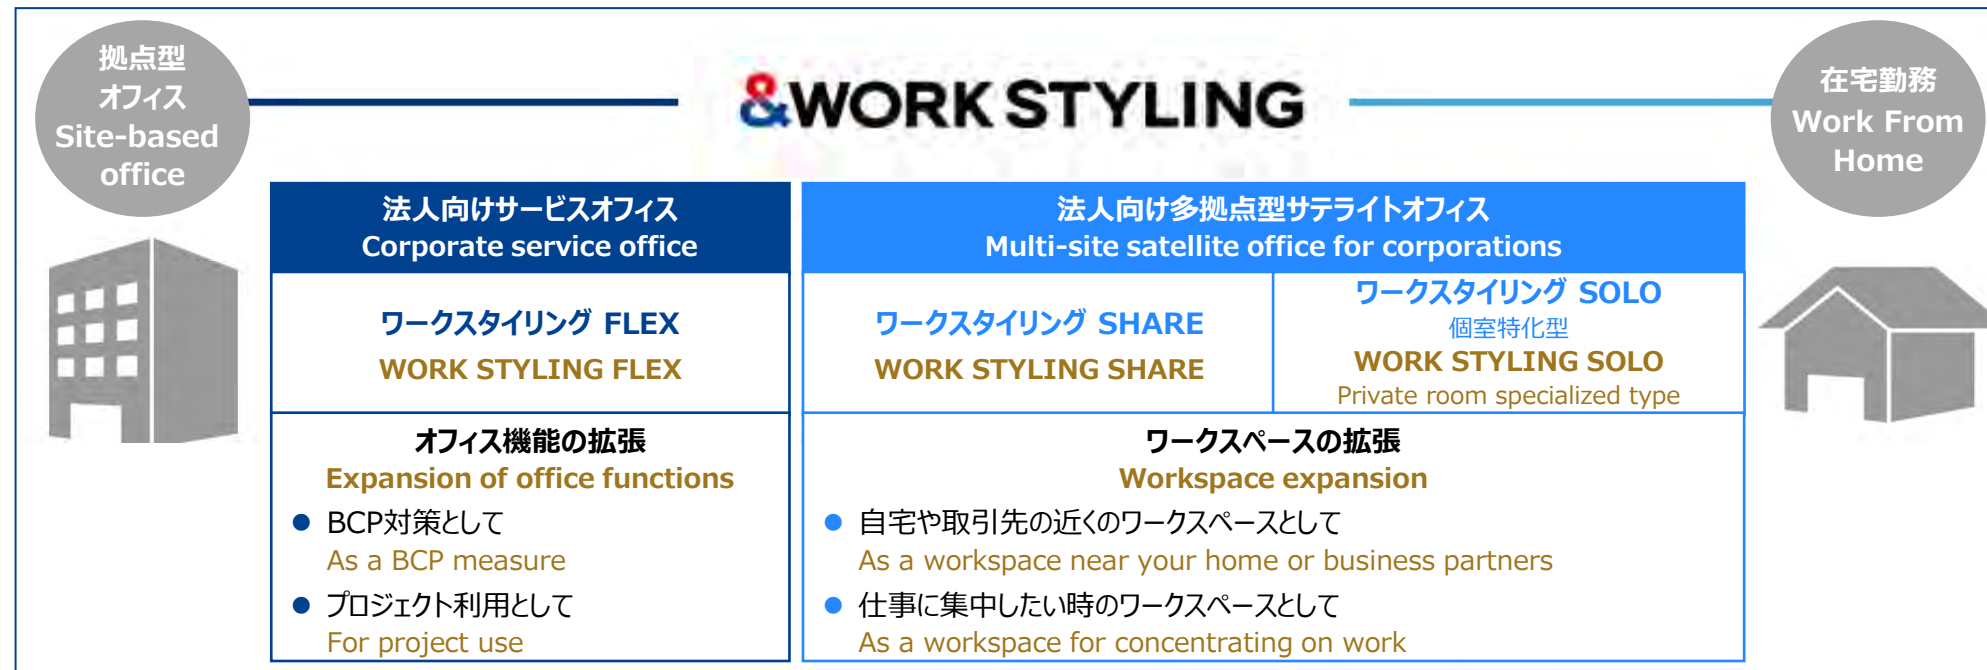 拠点型
オフィス
Site-based
office
&WORK STYLING
在宅勤務
Work From
Home
法人向けサービスオフィス
Corporate service office
法人向け多拠点型サテライトオフィス
Multi-site satellite office for corporations
ワークスタイリング FLEX
WORK STYLING FLEX
ワークスタイリング SHARE
WORK STYLING SHARE
ワークスタイリング SOLO
個室特化型
WORK STYLING SOLO
Private room specialized type
オフィス機能の拡張
Expansion of office functions
● BCP対策として
As a BCP measure
● プロジェクト利用として
For project use
ワークスペースの拡張
Workspace expansion
● 自宅や取引先の近くのワークスペースとして
As a workspace near your home or business partners
● 仕事に集中したい時のワークスペースとして
As a workspace for concentrating on work